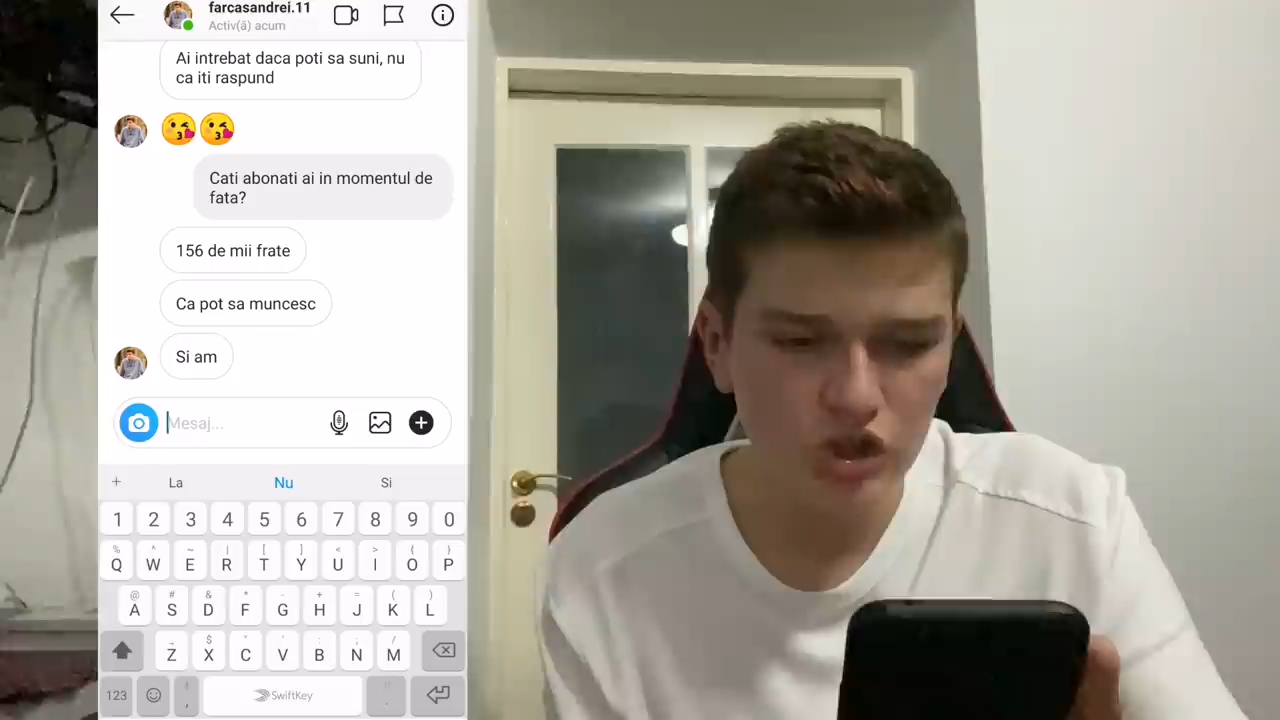 farcasandrei.11
Activ(ă) acum
Ai intrebat daca poti sa suni, nu
ca iti raspund
Cati abonati ai in momentul de
fata?
156 de mii frate
Ca pot sa muncesc
Si am
Mesaj...
La Nu Si
1 2 3 4 5 6 7 8 9 0
Q W E R T Y U I O P
A S D F G H J K L
Z X C V B N M
123 SwiftKey